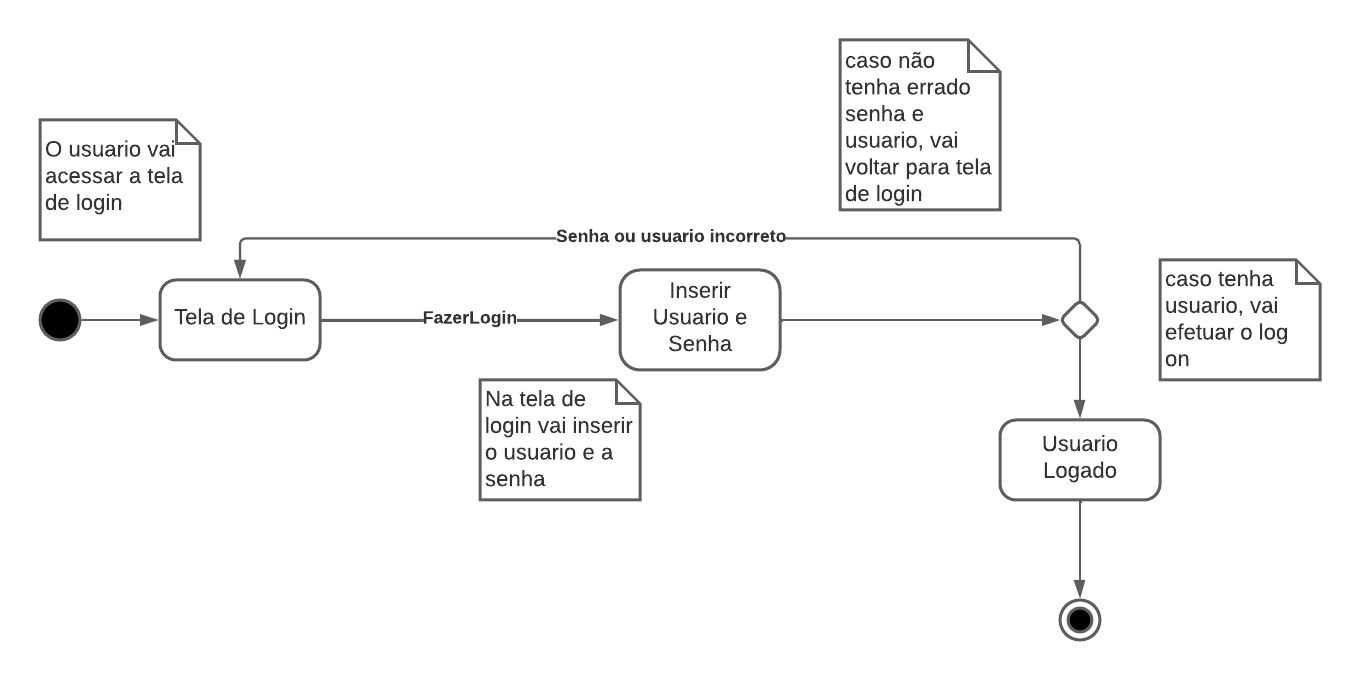 caso não
tenha errado
senha e
usuario, vai
voltar para tela
de login
O usuario vai
acessar a tela
de login
Senha ou usuario incorreto
caso tenha
usuario, vai
efetuar o log
on
Tela de Login
FazerLogin
Inserir
Usuario e
Senha
Na tela de
login vai inserir
o usuario e a
senha
Usuario
Logado